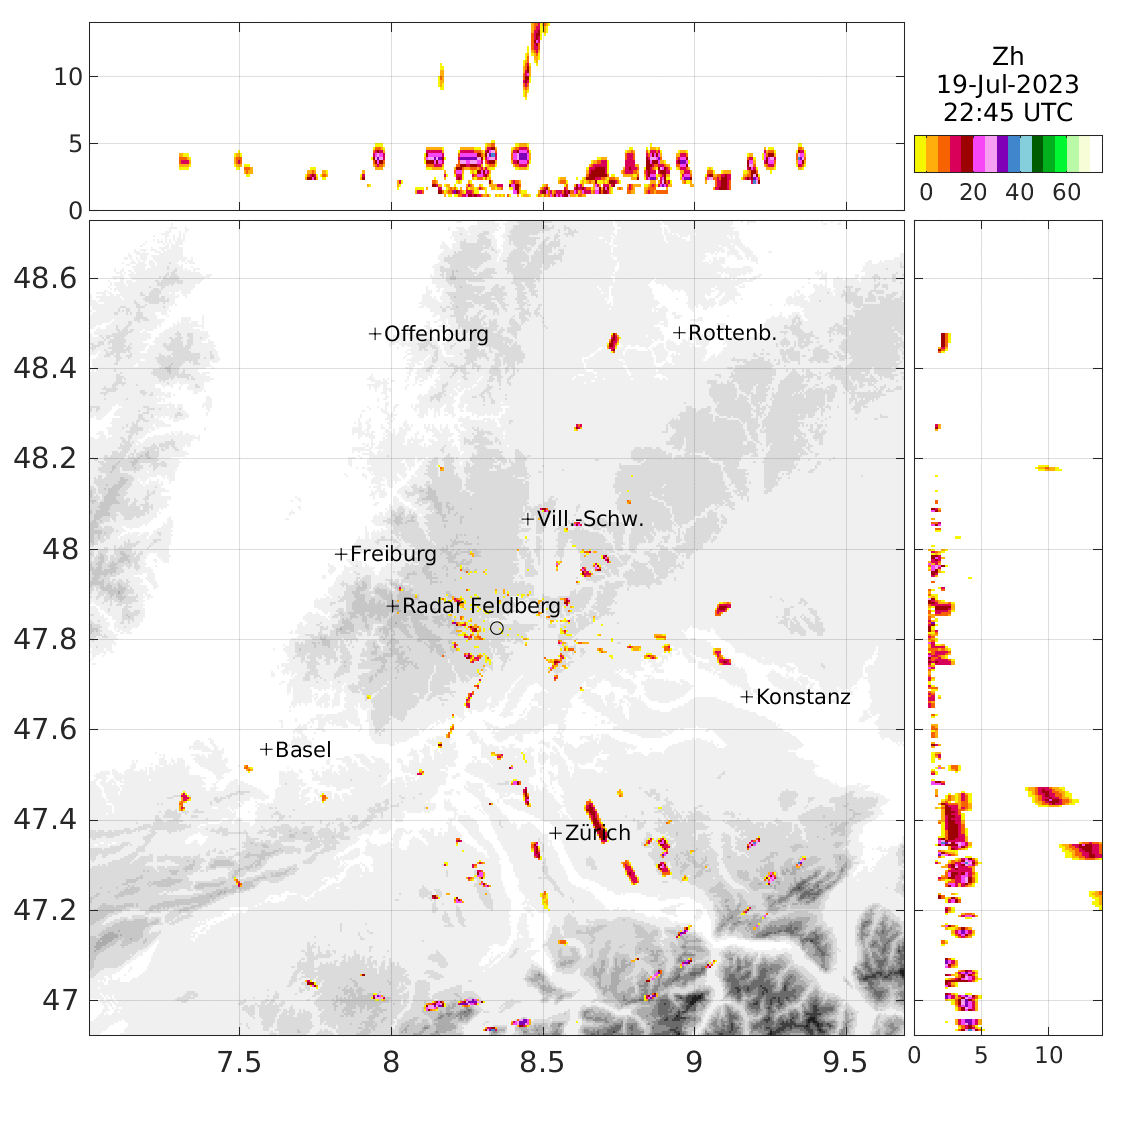 10
5
0
Zh
19-Jul-2023
22:45 UTC
0 20 40 60
48.6
48.4
48.2
48
47.8
47.6
47.4
47.2
47
+Offenburg
+Rottenb.
+Vill.-Schw.
+Freiburg
+Radar Feldberg
+Konstanz
+Basel
+Zürich
7.5 8 8.5 9 9.5
0 5 10